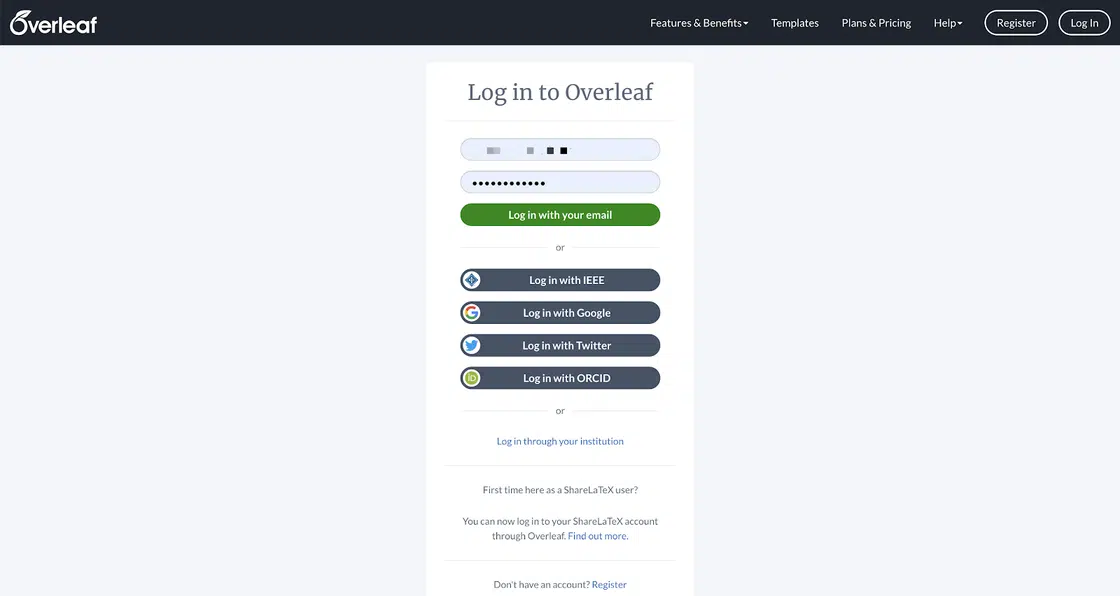 Overleaf
Features & Benefits
Templates
Plans & Pricing
Help
Register
Log In
Log in to Overleaf
••••••••••••
Log in with your email
or
Log in with IEEE
Log in with Google
Log in with Twitter
iD Log in with ORCID
or
Log in through your institution
First time here as a ShareLaTeX user?
You can now log in to your ShareLaTeX account
through Overleaf. Find out more.
Don't have an account? Register